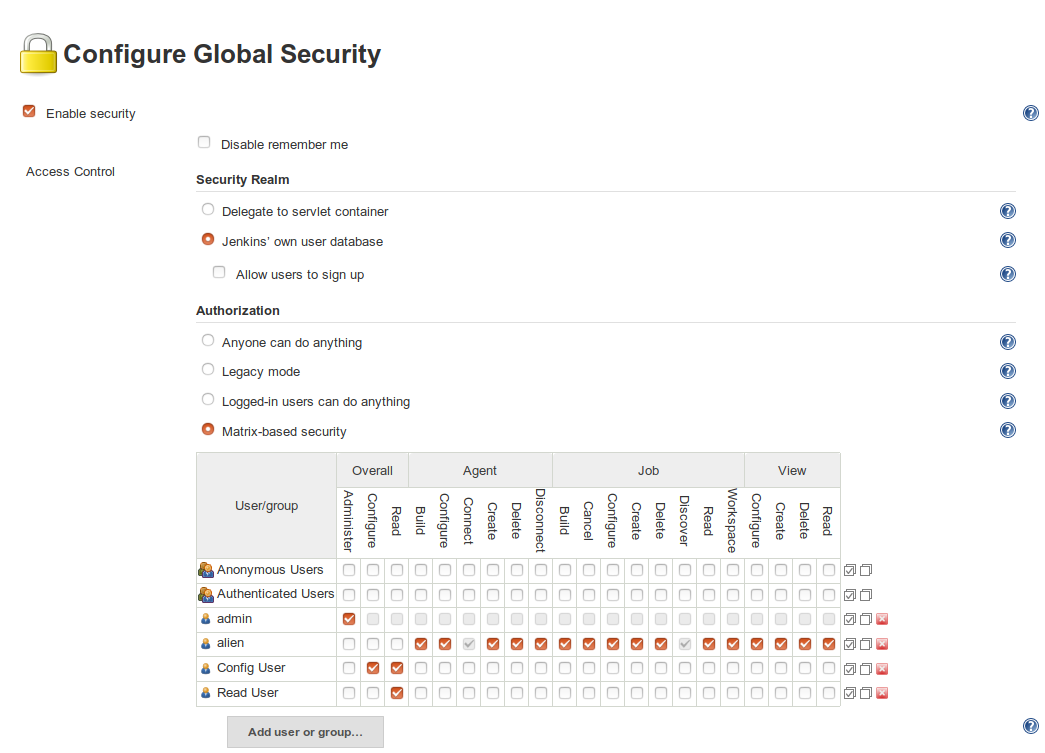 Configure Global Security
Enable security
Disable remember me
Access Control
Security Realm
Delegate to servlet container
Jenkins' own user database
Allow users to sign up
Authorization
Anyone can do anything
Legacy mode
Logged-in users can do anything
Matrix-based security
User/group Overall Agent Job View
Administer Configure Read Build Configure Connect Create Delete Disconnect Build Cancel Configure Create Delete Discover Read Workspace Configure Create Delete Read
Anonymous Users
Authenticated Users
admin
alien
Config User
Read User
Add user or group...